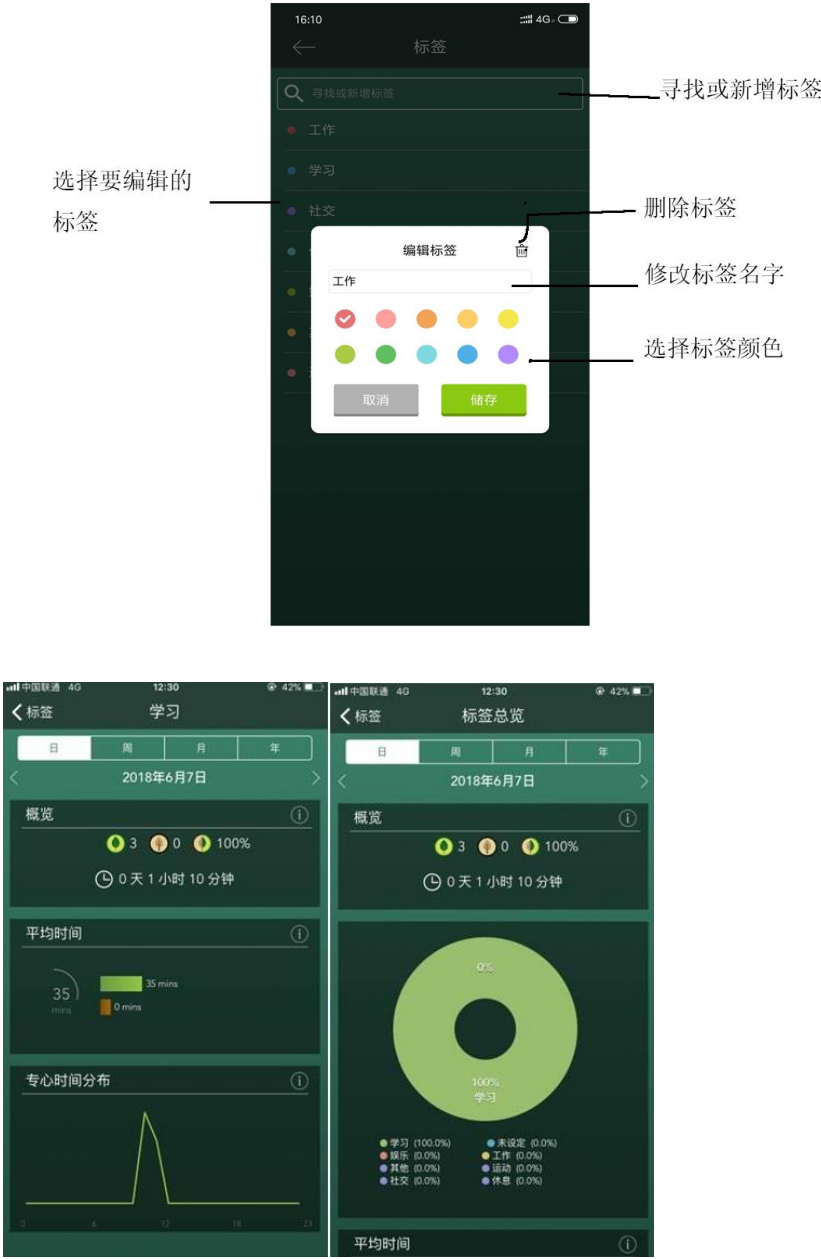 16:10
4G
标签
寻找或新增标签
寻找或新增标签
工作
学习
选择要编辑的
标签
社交
删除标签
编辑标签
修改标签名字
工作
选择标签颜色
取消
储存
中国联通 4G
12:30
42%
标签
学习
日 周 月 年
2018年6月7日
概览
3 0 100%
0 天 1 小时 10 分钟
平均时间
35 mins
35
mins
0 mins
专心时间分布
0 6 12 18 23
中国联通 4G
12:30
42%
标签
标签总览
日 周 月 年
2018年6月7日
概览
3 0 100%
0 天 1 小时 10 分钟
0%
100%
学习
学习 (100.0%) 未设定 (0.0%)
娱乐 (0.0%) 工作 (0.0%)
其他 (0.0%) 运动 (0.0%)
社交 (0.0%) 休息 (0.0%)
平均时间